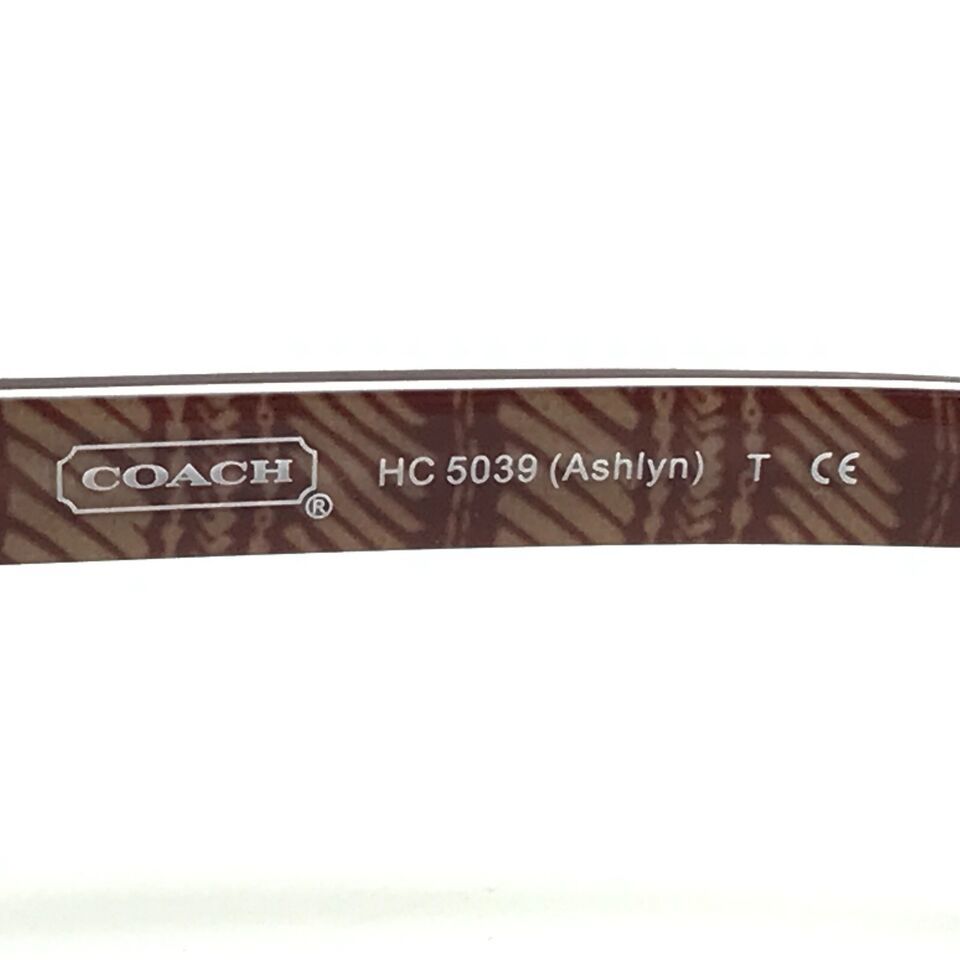 COACH ® HC 5039 (Ashlyn) T CE